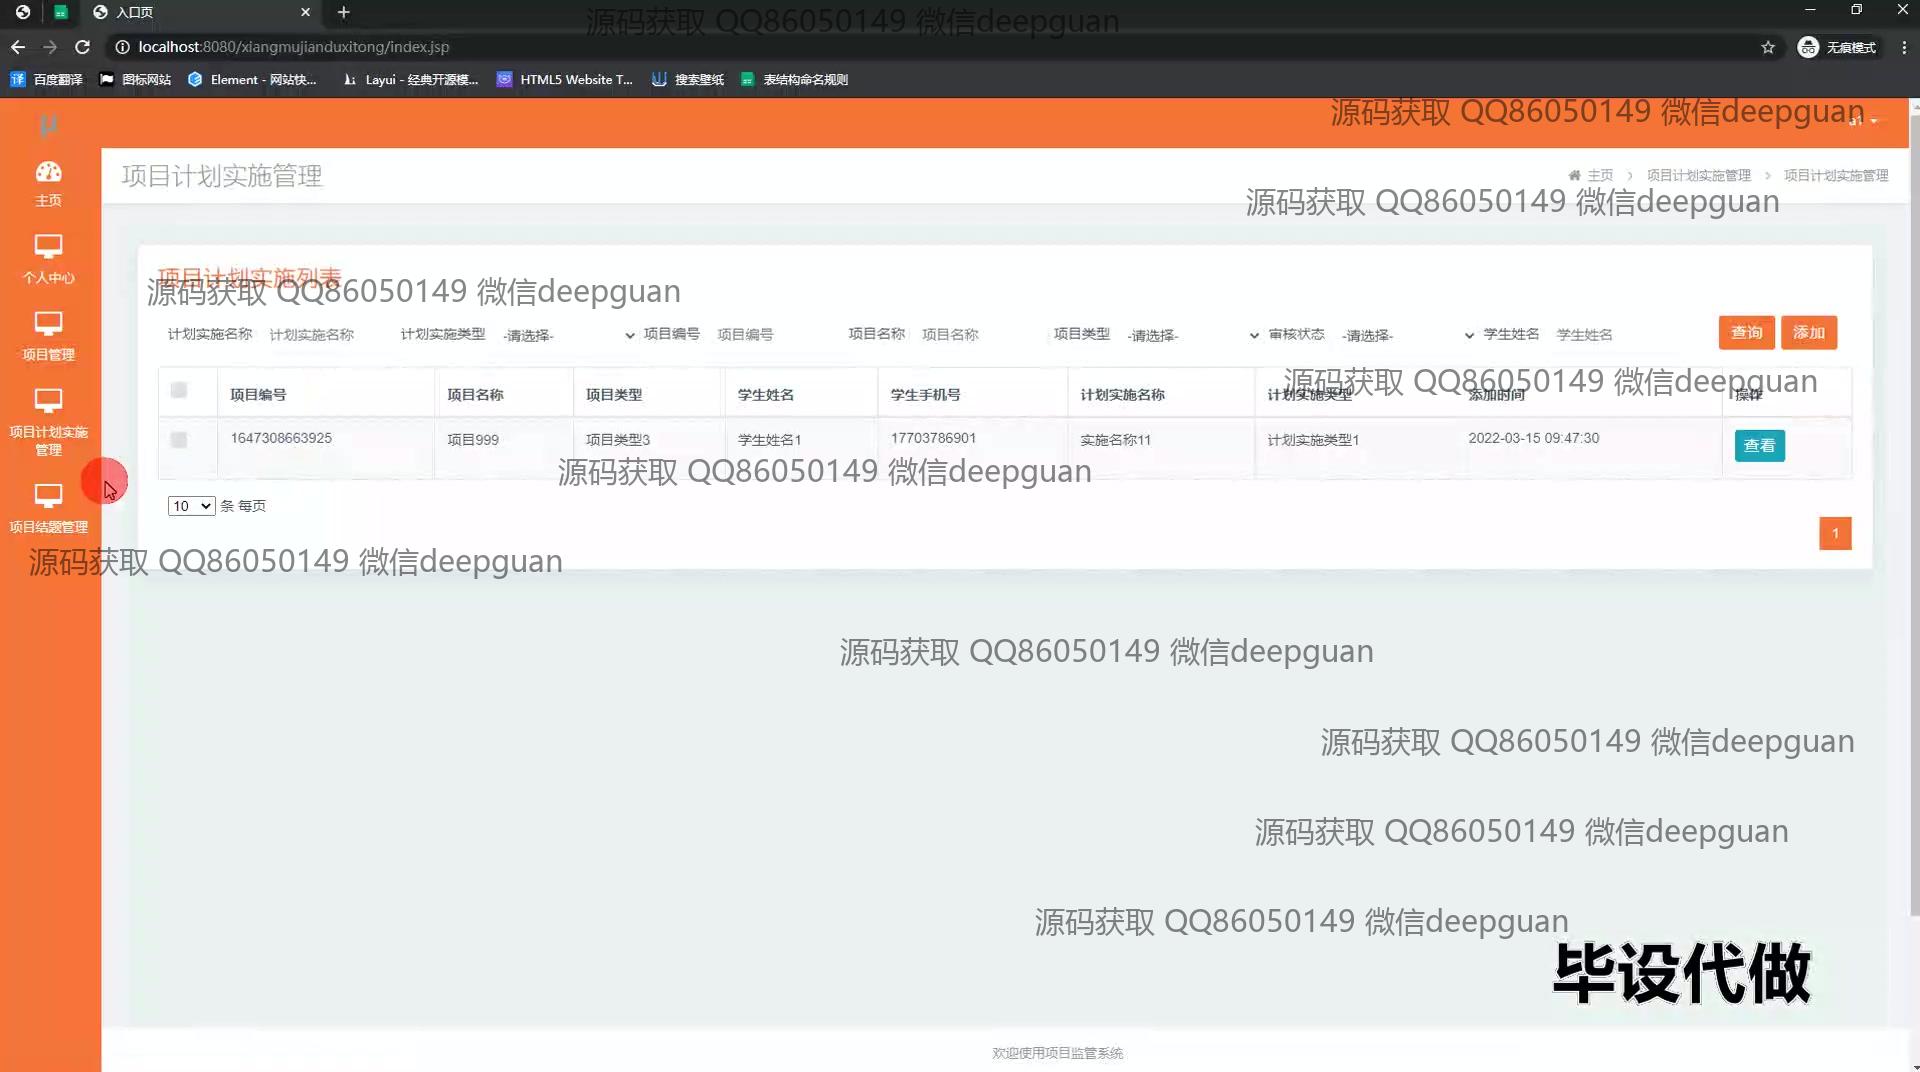 入口页
源码获取 QQ86050149 微信deepguan
localhost:8080/xiangmujianduxitong/index.jsp
无痕模式
百度翻译 图标网站 Element - 网站快... Layui - 经典开源模... HTML5 Website T... 搜索壁纸 表结构命名规则
源码获取 QQ86050149 微信deepguan
a1
μ
主页
个人中心
项目管理
项目计划实施管理
项目结题管理
项目计划实施管理
主页 > 项目计划实施管理 > 项目计划实施管理
源码获取 QQ86050149 微信deepguan
项目计划实施列表
源码获取 QQ86050149 微信deepguan
计划实施名称 计划实施名称 计划实施类型 -请选择- 项目编号 项目编号 项目名称 项目名称 项目类型 -请选择- 审核状态 -请选择- 学生姓名 学生姓名 查询 添加
源码获取 QQ86050149 微信deepguan
项目编号 项目名称 项目类型 学生姓名 学生手机号 计划实施名称 计划实施类型 添加时间 操作
1647308663925 项目999 项目类型3 学生姓名1 17703786901 实施名称11 计划实施类型1 2022-03-15 09:47:30 查看
源码获取 QQ86050149 微信deepguan
10 条 每页
1
源码获取 QQ86050149 微信deepguan
源码获取 QQ86050149 微信deepguan
源码获取 QQ86050149 微信deepguan
源码获取 QQ86050149 微信deepguan
源码获取 QQ86050149 微信deepguan
毕设代做
欢迎使用项目监管系统